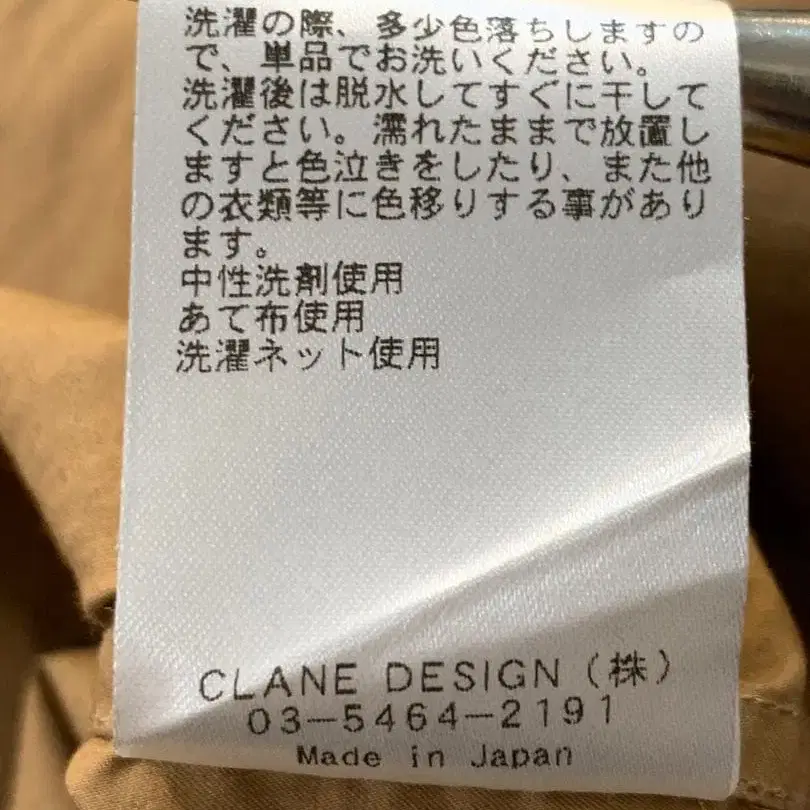 洗濯の際、多少色落ちしますの
で、単品でお洗いください。
洗濯後は脱水してすぐに干して
ください。濡れたままで放置し
ますと色泣きをしたり、また他
の衣類等に色移りする事があり
ます。
中性洗剤使用
あて布使用
洗濯ネット使用
CLANE DESIGN(株)
03-5464-2191
Made in Japan